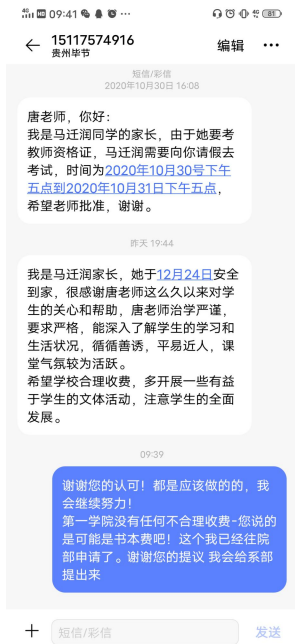 4G HD 09:41 4G 81
15117574916
贵州毕节
编辑
短信/彩信
2020年10月30日 16:08
唐老师，你好：
我是马迁润同学的家长，由于她要考
教师资格证，马迁润需要向你请假去
考试，时间为2020年10月30号下午
五点到2020年10月31日下午五点，
希望老师批准，谢谢。
昨天 19:44
我是马迁润家长，她于12月24日安全
到家，很感谢唐老师这么久以来对学
生的关心和帮助，唐老师治学严谨，
要求严格，能深入了解学生的学习和
生活状况，循循善诱，平易近人，课
堂气氛较为活跃。
希望学校合理收费，多开展一些有益
于学生的文体活动，注意学生的全面
发展。
09:39
谢谢您的认可！都是应该做的的，我
会继续努力！
第一学院没有任何不合理收费-您说的
是可能是书本费吧！这个我已经往院
部申请了。谢谢您的提议 我会给系部
提出来
短信/彩信
发送